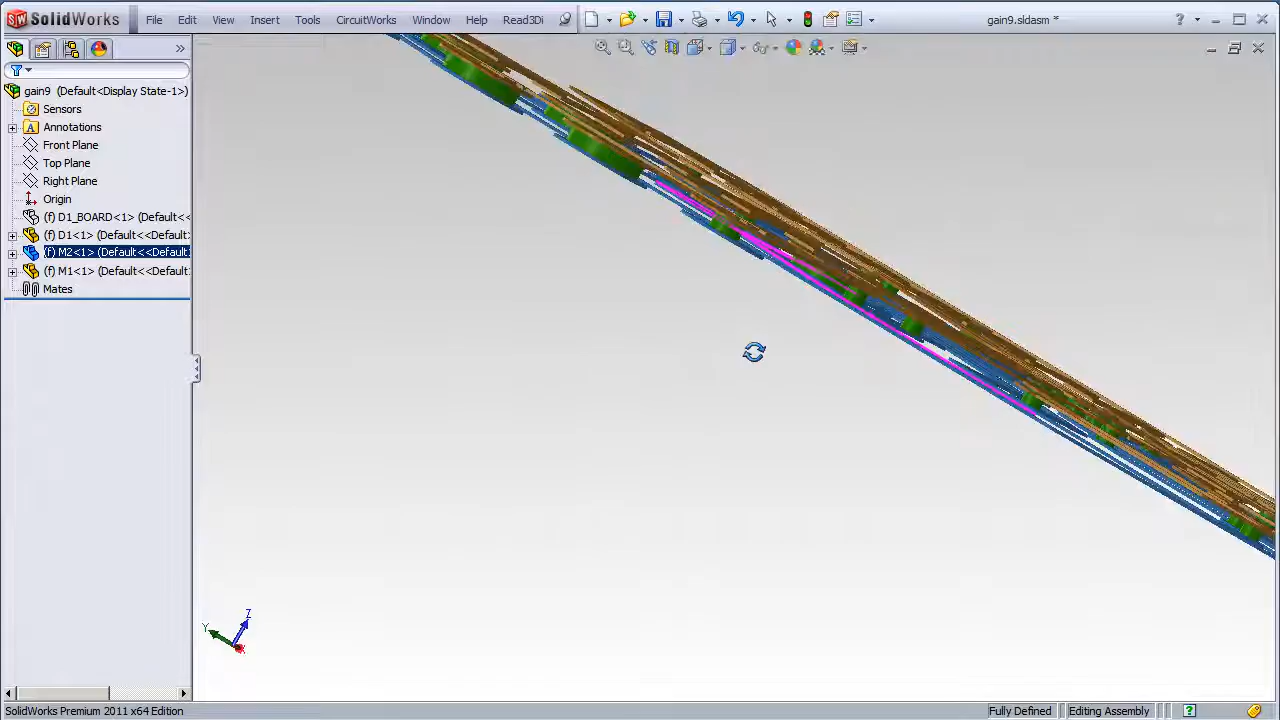 SolidWorks File Edit View Insert Tools CircuitWorks Window Help Read3Di gain9.sldasm *
gain9 (Default<Display State-1>)
Sensors
Annotations
Front Plane
Top Plane
Right Plane
Origin
(f) D1_BOARD<1> (Default<<
(f) D1<1> (Default<<Default
(f) M2<1> (Default<<Default
(f) M1<1> (Default<<Default
Mates
Z
Y
X
SolidWorks Premium 2011 x64 Edition Fully Defined Editing Assembly